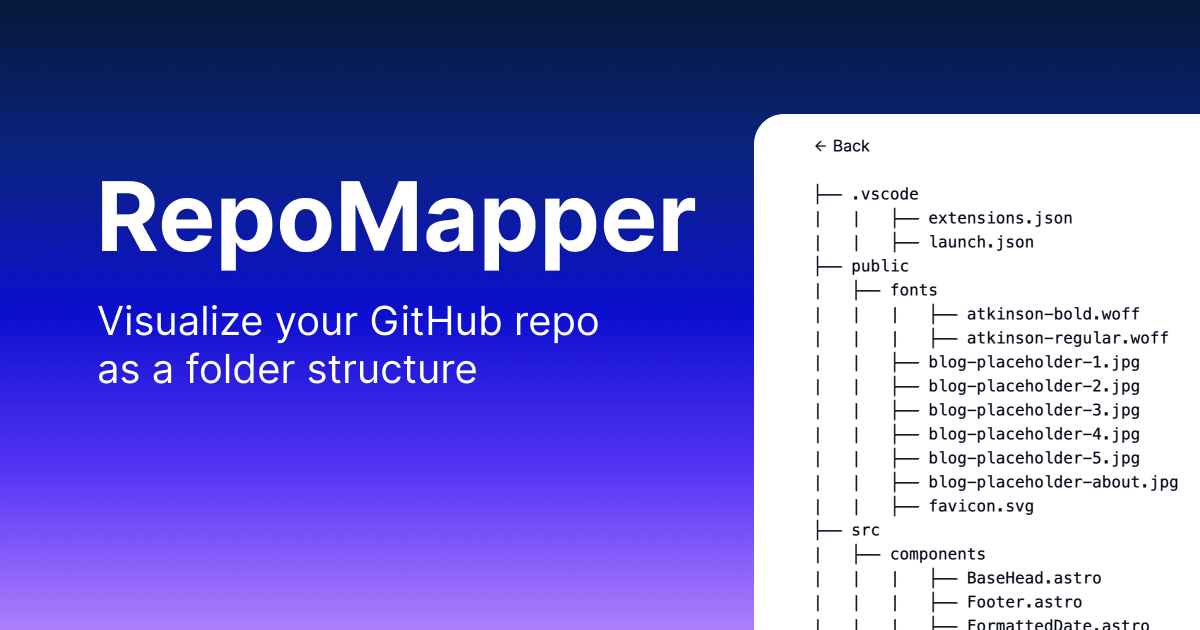 RepoMapper
Visualize your GitHub repo
as a folder structure
← Back
├── .vscode
|   |   ├── extensions.json
|   |   ├── launch.json
├── public
|   ├── fonts
|   |   |   ├── atkinson-bold.woff
|   |   |   ├── atkinson-regular.woff
|   |   ├── blog-placeholder-1.jpg
|   |   ├── blog-placeholder-2.jpg
|   |   ├── blog-placeholder-3.jpg
|   |   ├── blog-placeholder-4.jpg
|   |   ├── blog-placeholder-5.jpg
|   |   ├── blog-placeholder-about.jpg
|   |   ├── favicon.svg
├── src
|   ├── components
|   |   |   ├── BaseHead.astro
|   |   |   ├── Footer.astro
|   |   |   ├── FormattedDate.astro